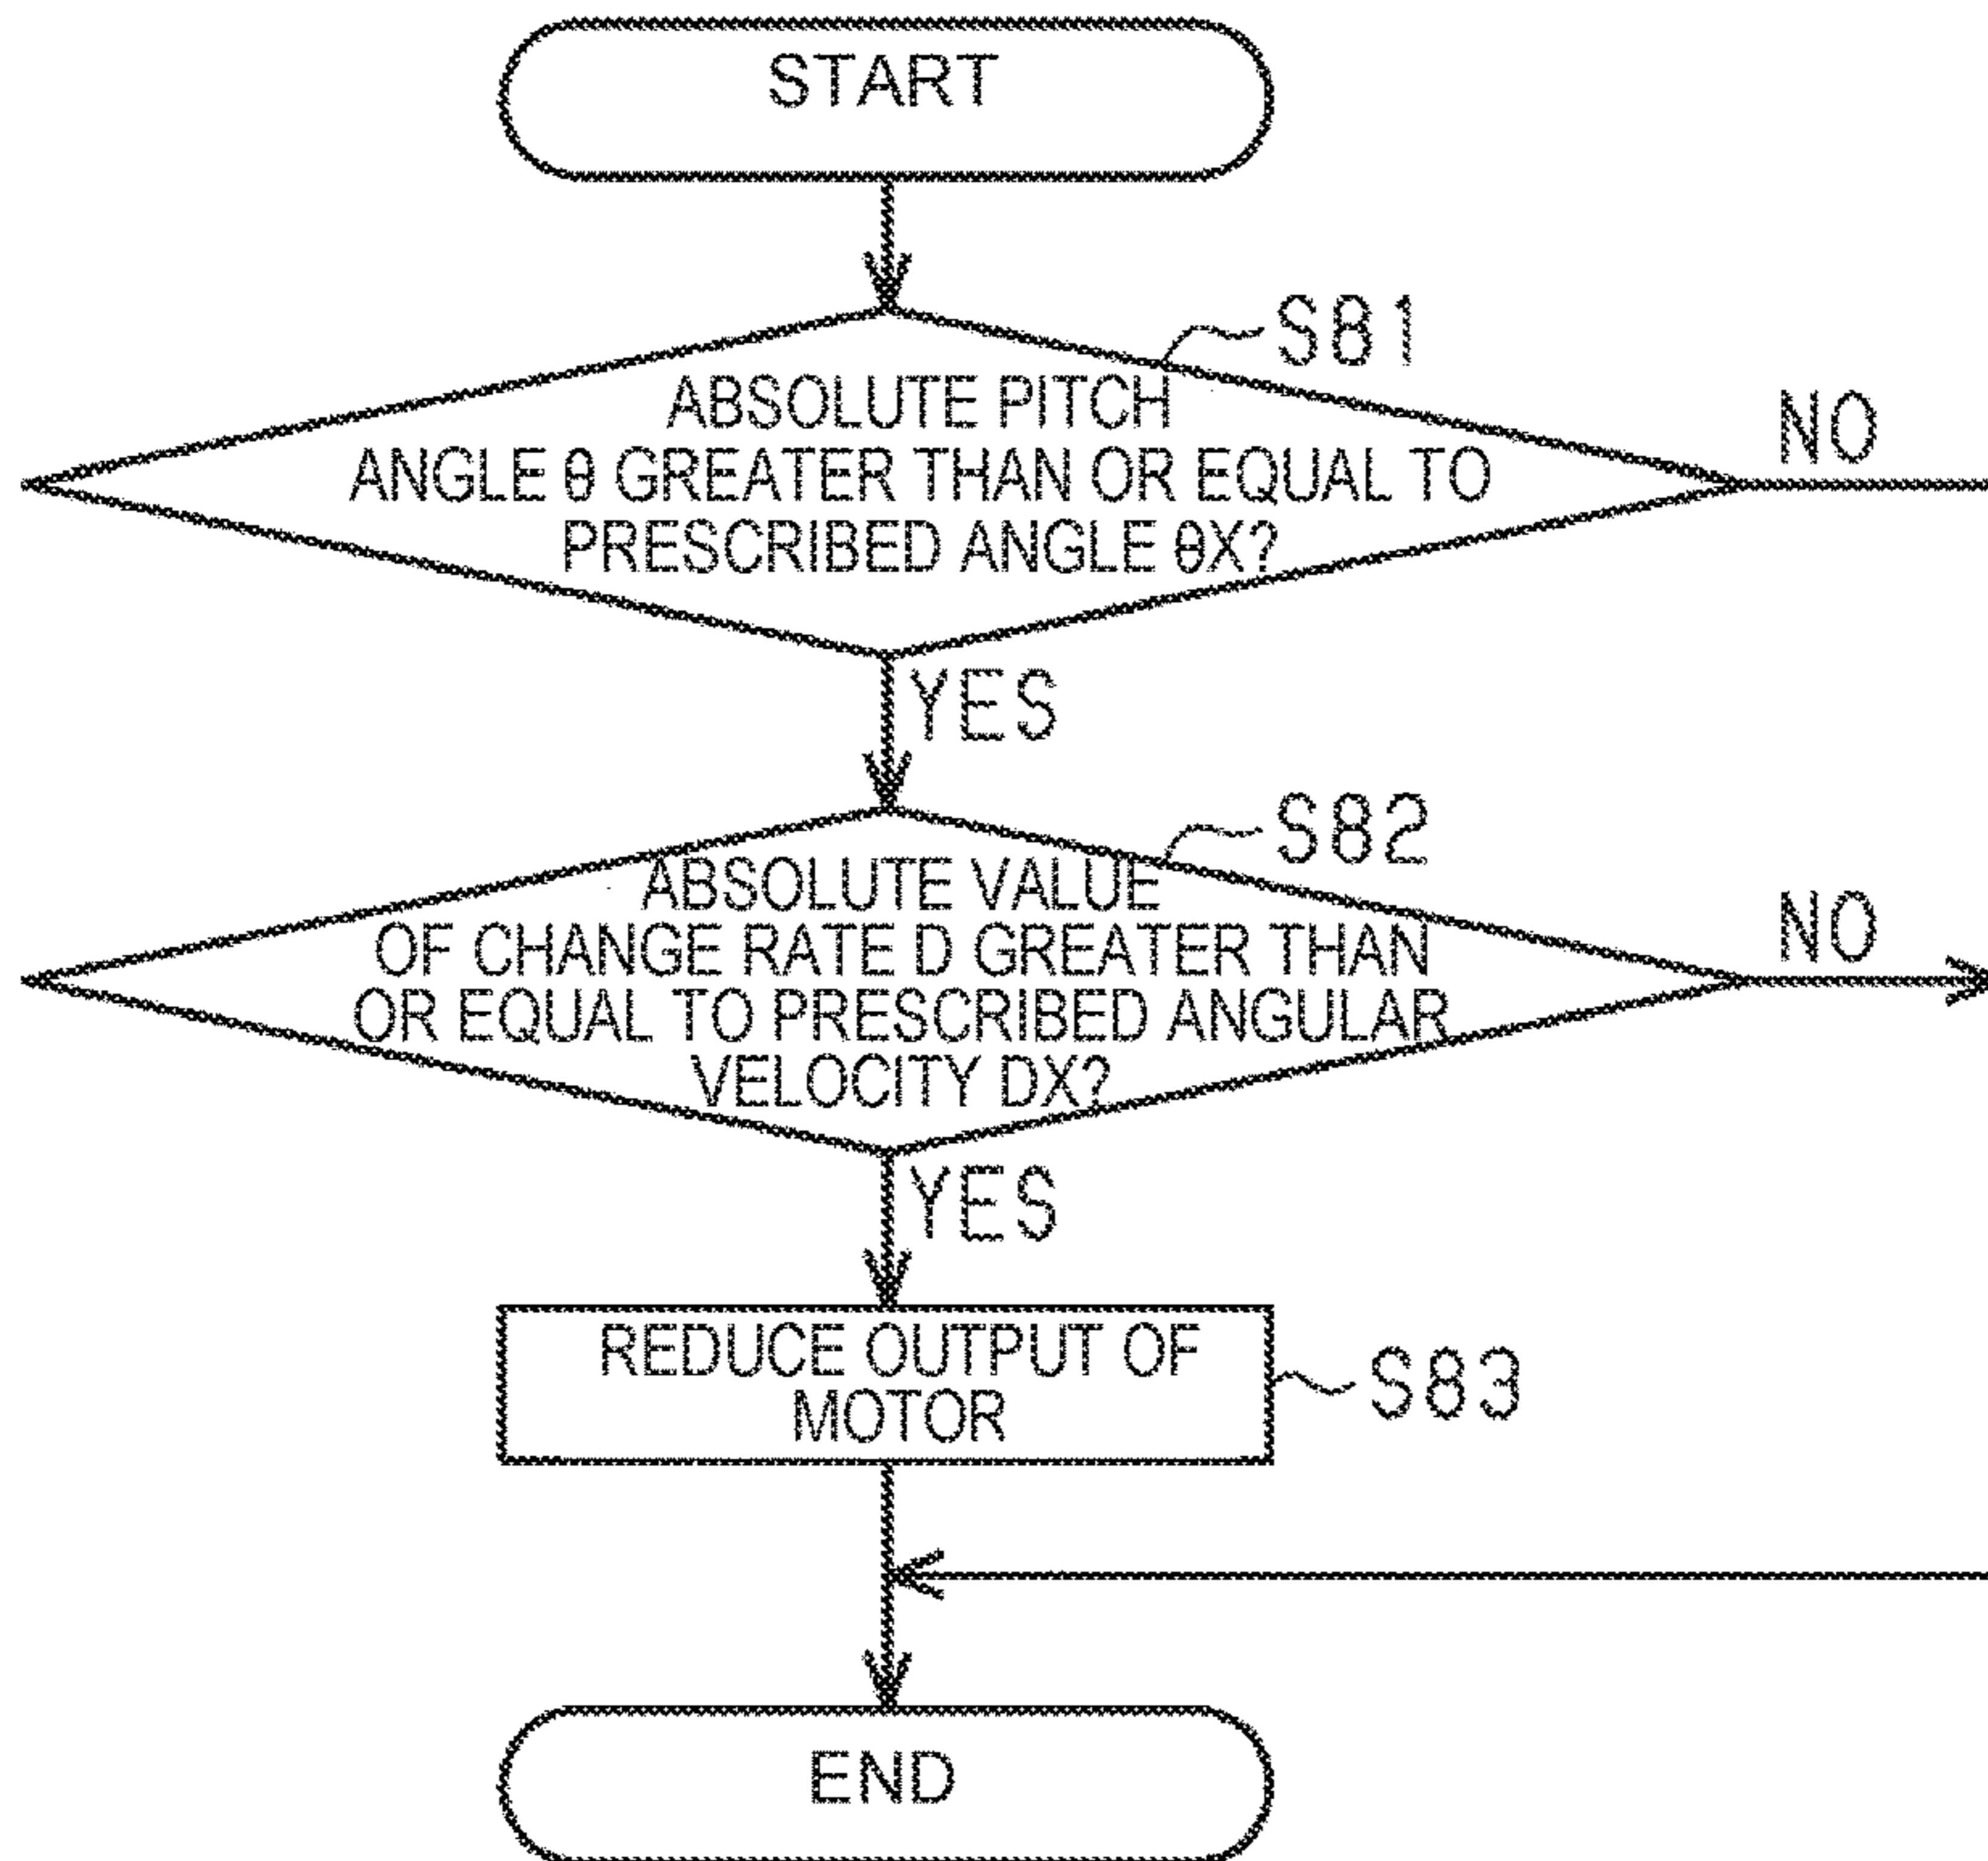 START
S81
ABSOLUTE PITCH
ANGLE θ GREATER THAN OR EQUAL TO
PRESCRIBED ANGLE θX?
NO
YES
S82
ABSOLUTE VALUE
OF CHANGE RATE D GREATER THAN
OR EQUAL TO PRESCRIBED ANGULAR
VELOCITY DX?
NO
YES
REDUCE OUTPUT OF
MOTOR
S83
END